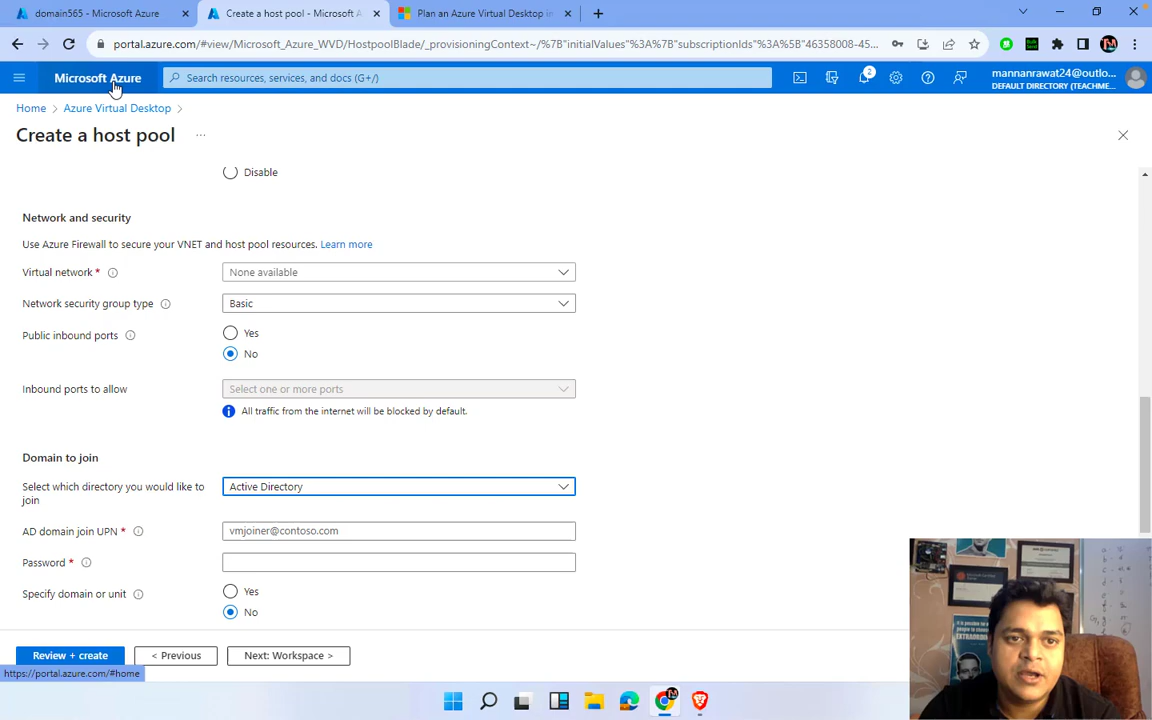 domain565 - Microsoft Azure
Create a host pool - Microsoft A
Plan an Azure Virtual Desktop in
portal.azure.com/#view/Microsoft_Azure_WVD/HostpoolBlade/_provisioningContext~/%7B"initialValues"%3A%7B"subscriptionIds"%3A%5B"46358008-45...
Microsoft Azure
Search resources, services, and docs (G+/)
2
mannanrawat24@outlo...
DEFAULT DIRECTORY (TEACHME...
Home > Azure Virtual Desktop >
Create a host pool ...
Disable
Network and security
Use Azure Firewall to secure your VNET and host pool resources. Learn more
Virtual network *
None available
Network security group type
Basic
Public inbound ports
Yes
No
Inbound ports to allow
Select one or more ports
All traffic from the internet will be blocked by default.
Domain to join
Select which directory you would like to join
Active Directory
AD domain join UPN *
vmjoiner@contoso.com
Password *
Specify domain or unit
Yes
No
Review + create
< Previous
Next: Workspace >
https://portal.azure.com/#home